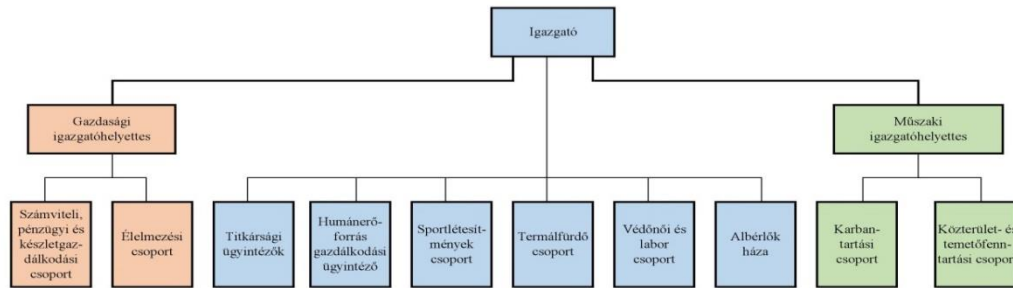 Igazgató
Gazdasági
igazgatóhelyettes
Műszaki
igazgatóhelyettes
Számviteli,
pénzügyi és
készletgaz-
dálkodási
csoport
Élelmezési
csoport
Titkársági
ügyintézők
Humánerő-
forrás
gazdálkodási
ügyintéző
Sportlétesít-
mények
csoport
Termálfürdő
csoport
Védőnői és
labor
csoport
Albérlők
háza
Karban-
tartási
csoport
Közterület- és
temetőfenn-
tartási csoport